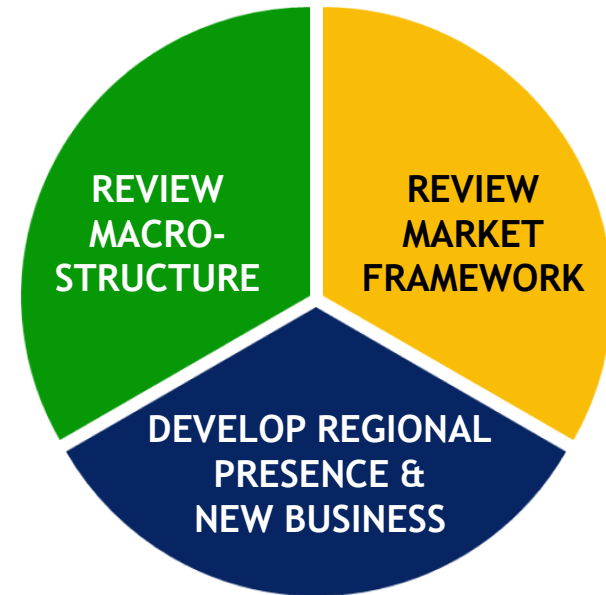 REVIEW
MACRO-
STRUCTURE
REVIEW
MARKET
FRAMEWORK
DEVELOP REGIONAL
PRESENCE &
NEW BUSINESS